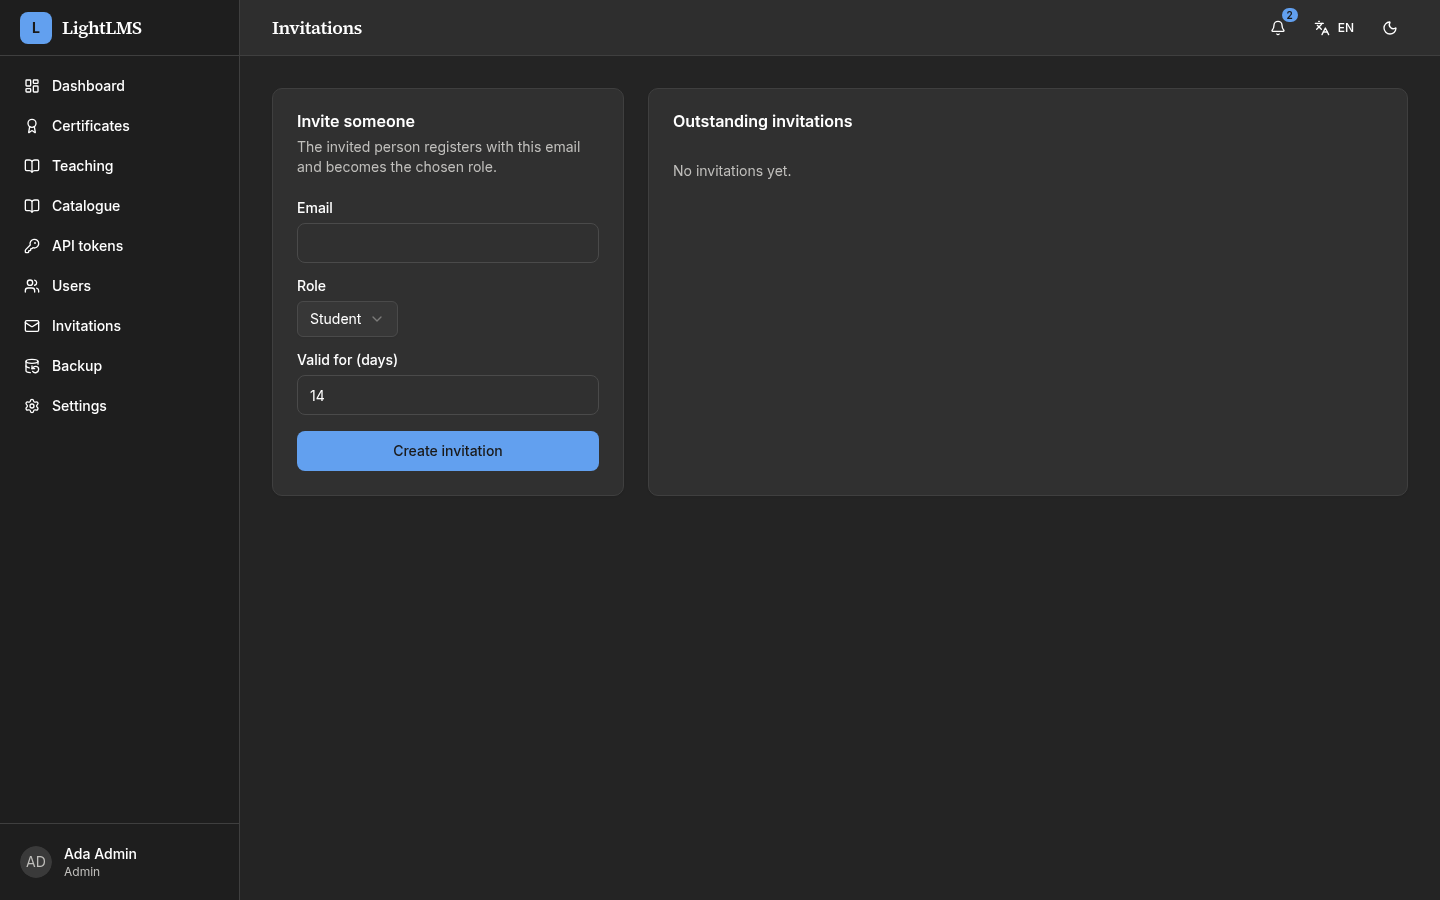 L
LightLMS
Invitations
2
EN
Dashboard
Certificates
Teaching
Catalogue
API tokens
Users
Invitations
Backup
Settings
Invite someone
The invited person registers with this email
and becomes the chosen role.
Email
Role
Student
Valid for (days)
14
Create invitation
Outstanding invitations
No invitations yet.
AD
Ada Admin
Admin